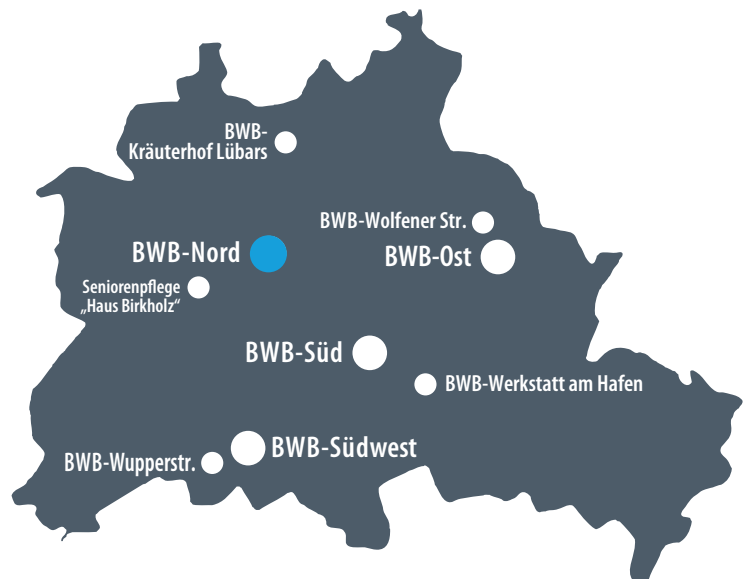 BWB-
Kräuterhof Lübars
BWB-Wolfener Str.
BWB-Nord
BWB-Ost
Seniorenpflege
„Haus Birkholz“
BWB-Süd
BWB-Werkstatt am Hafen
BWB-Südwest
BWB-Wupperstr.